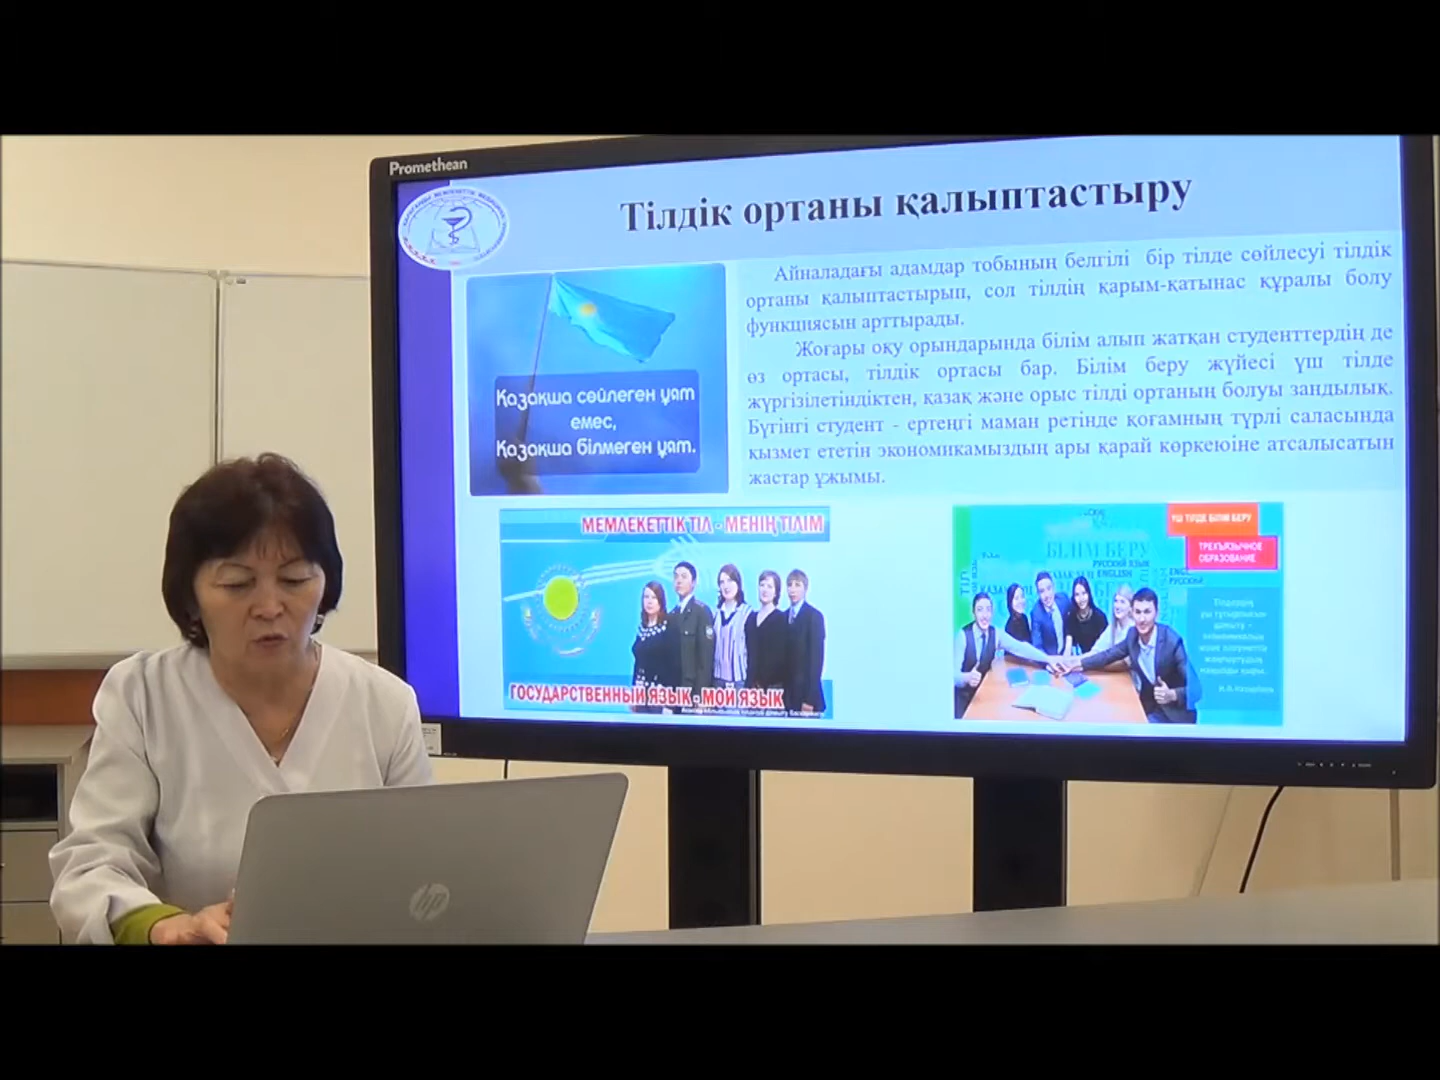 Promethean
Тілдік ортаны қалыптастыру
Айналадағы адамдар тобының белгілі бір тілде сөйлесуі тілдік
ортаны қалыптастырып, сол тілдің қарым-қатынас құралы болу
функциясын арттырады.
Жоғары оқу орындарында білім алып жатқан студенттердің де
өз ортасы, тілдік ортасы бар. Білім беру жүйесі үш тілде
жүргізілетіндіктен, қазақ және орыс тілді ортаның болуы заңдылық.
Бүгінгі студент - ертеңгі маман ретінде қоғамның түрлі саласында
қызмет ететін экономикамыздың ары қарай көркеюіне атсалысатын
жастар ұжымы.
Қазақша сөйлеген ұят
емес,
Қазақша білмеген ұят.
МЕМЛЕКЕТТІК ТІЛ - МЕНІҢ ТІЛІМ
ГОСУДАРСТВЕННЫЙ ЯЗЫК - МОЙ ЯЗЫК
ҮШ ТІЛДЕ БІЛІМ БЕРУ
ТРЕХЪЯЗЫЧНОЕ
ОБРАЗОВАНИЕ
БІЛІМ БЕРУ
РУССКИЙ ЯЗЫК
ENGLISH
РУССКИЙ
hp